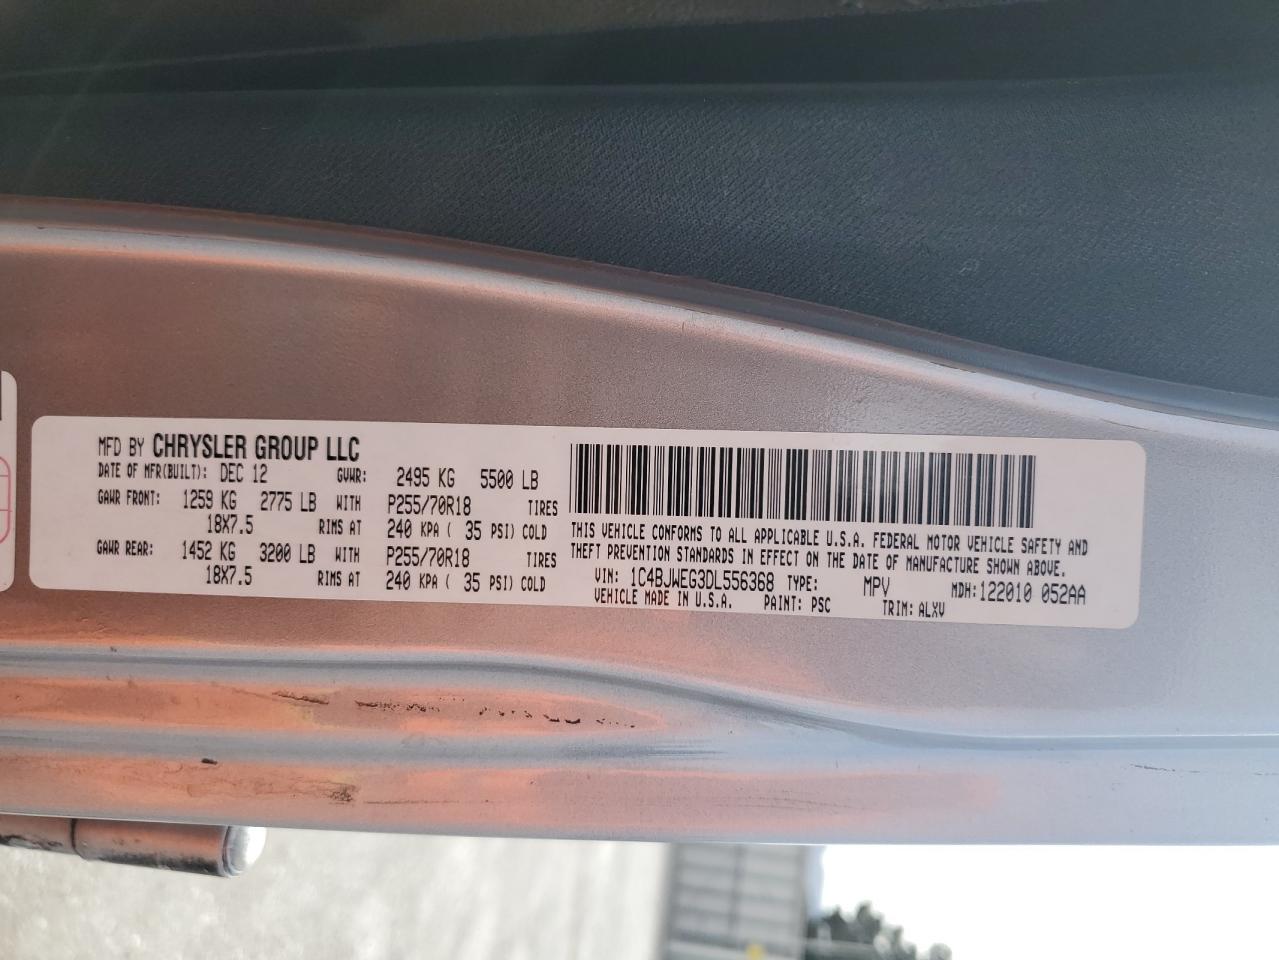 MFD BY CHRYSLER GROUP LLC
DATE OF MFR(BUILT): DEC 12 GVWR: 2495 KG 5500 LB
GAWR FRONT: 1259 KG 2775 LB WITH P255/70R18 TIRES
18X7.5 RIMS AT 240 KPA ( 35 PSI) COLD
GAWR REAR: 1452 KG 3200 LB WITH P255/70R18 TIRES
18X7.5 RIMS AT 240 KPA ( 35 PSI) COLD
THIS VEHICLE CONFORMS TO ALL APPLICABLE U.S.A. FEDERAL MOTOR VEHICLE SAFETY AND
THEFT PREVENTION STANDARDS IN EFFECT ON THE DATE OF MANUFACTURE SHOWN ABOVE.
VIN: 1C4BJWEG3DL556368 TYPE: MPV MDH:122010 052AA
VEHICLE MADE IN U.S.A. PAINT: PSC TRIM: ALXV